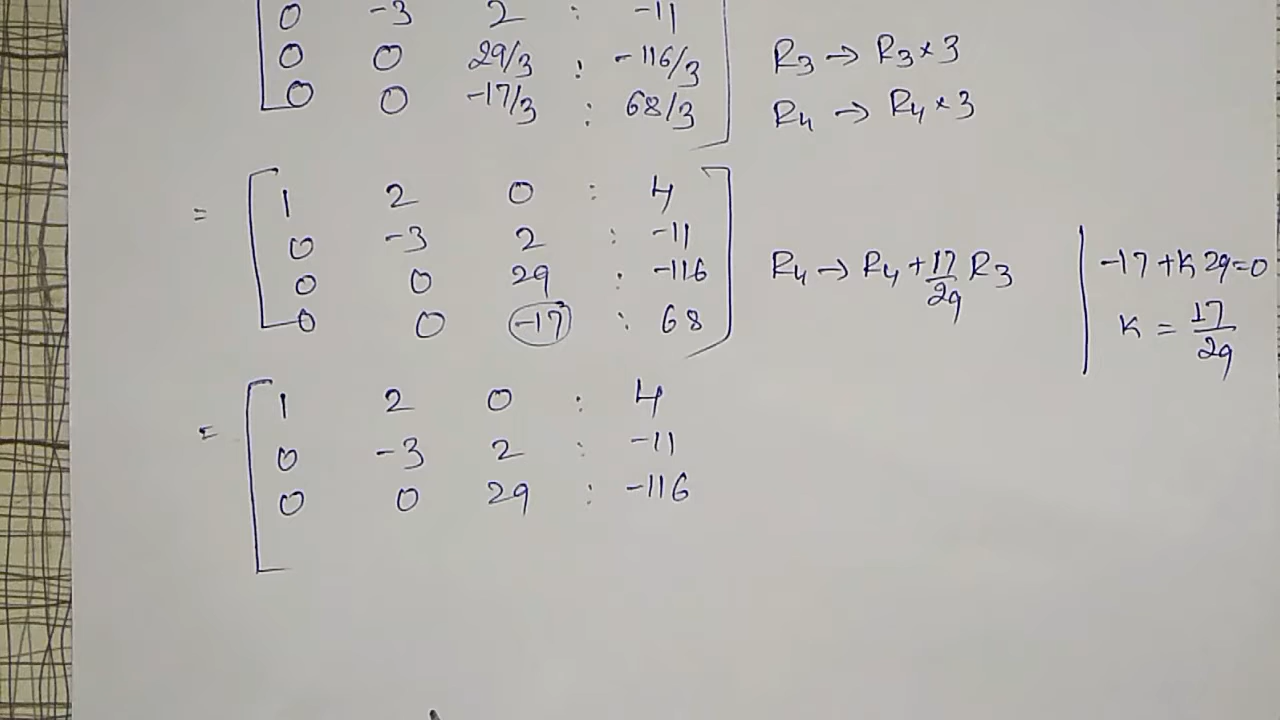 0 -3 2 : -11
0 0 29/3 : -116/3 R3 → R3 × 3
0 0 -17/3 : 68/3 R4 → R4 × 3
= 1 2 0 : 4
0 -3 2 : -11
0 0 29 : -116 R4 → R4 + 17/29 R3
0 0 -17 : 68
-17 + K 29 = 0
K = 17/29
= 1 2 0 : 4
0 -3 2 : -11
0 0 29 : -116